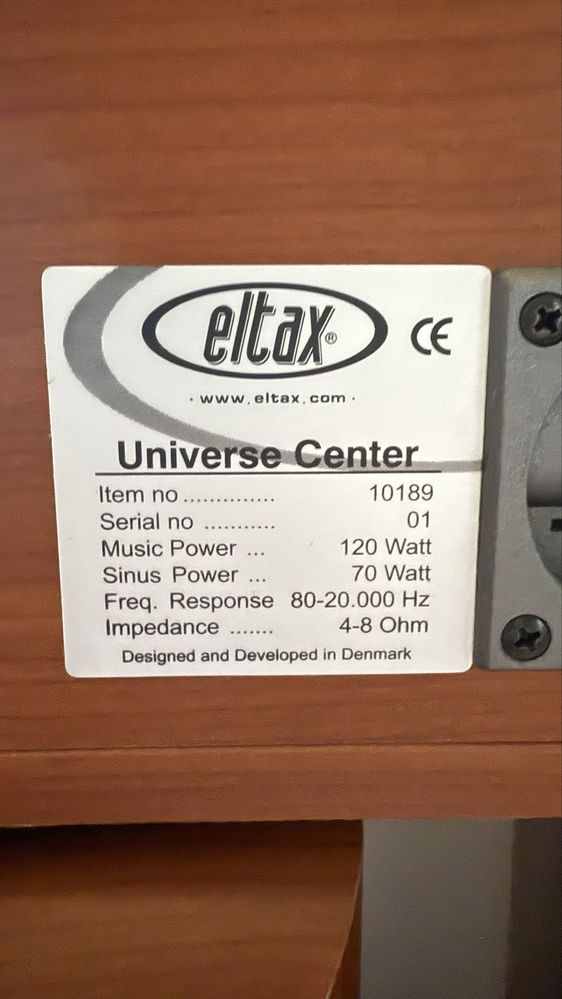 eltax®
CE
· www.eltax.com ·
Universe Center
Item no .............. 10189
Serial no ........... 01
Music Power ... 120 Watt
Sinus Power ... 70 Watt
Freq. Response 80-20.000 Hz
Impedance ....... 4-8 Ohm
Designed and Developed in Denmark